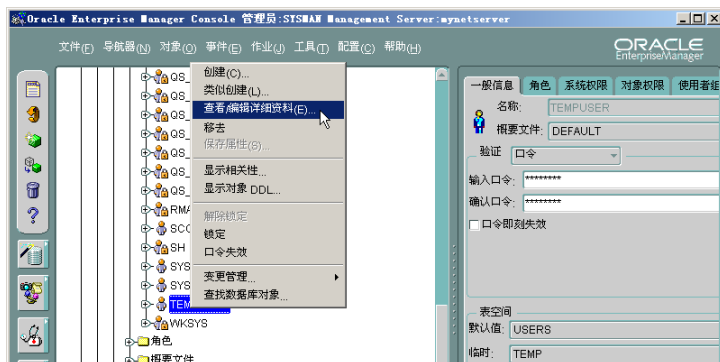 Oracle Enterprise Manager Console 管理员:SYSMAN Management Server:mynetserver
文件(F) 导航器(N) 对象(O) 事件(E) 作业(J) 工具(T) 配置(C) 帮助(H)
ORACLE
EnterpriseManager
QS_
QS_
QS_
QS_
QS_
QS_
QS_
RMA
SCO
SH
SYS
SYS
TEM
WKSYS
角色
概要文件
创建(C)...
类似创建(L)...
查看/编辑详细资料(E)...
移去
保存属性(S)...
显示相关性...
显示对象 DDL...
解除锁定
锁定
口令失效
变更管理...
查找数据库对象...
一般信息 角色 系统权限 对象权限 使用者组
名称: TEMPUSER
概要文件: DEFAULT
验证 口令
输入口令: ********
确认口令: ********
口令即刻失效
表空间
默认值: USERS
临时: TEMP